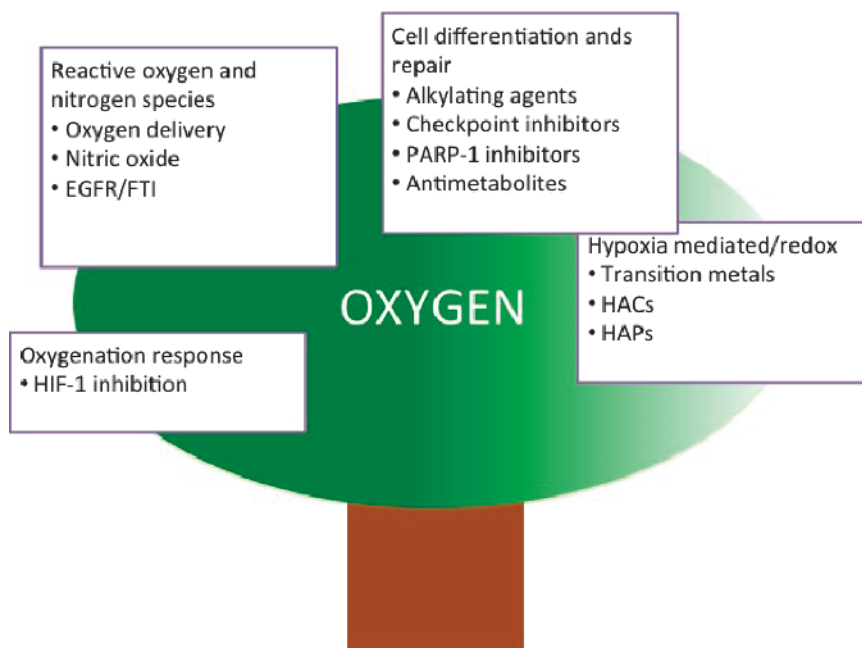 Reactive oxygen and
nitrogen species
• Oxygen delivery
• Nitric oxide
• EGFR/FTI
Cell differentiation ands
repair
• Alkylating agents
• Checkpoint inhibitors
• PARP-1 inhibitors
• Antimetabolites
Hypoxia mediated/redox
• Transition metals
• HACs
• HAPs
OXYGEN
Oxygenation response
• HIF-1 inhibition